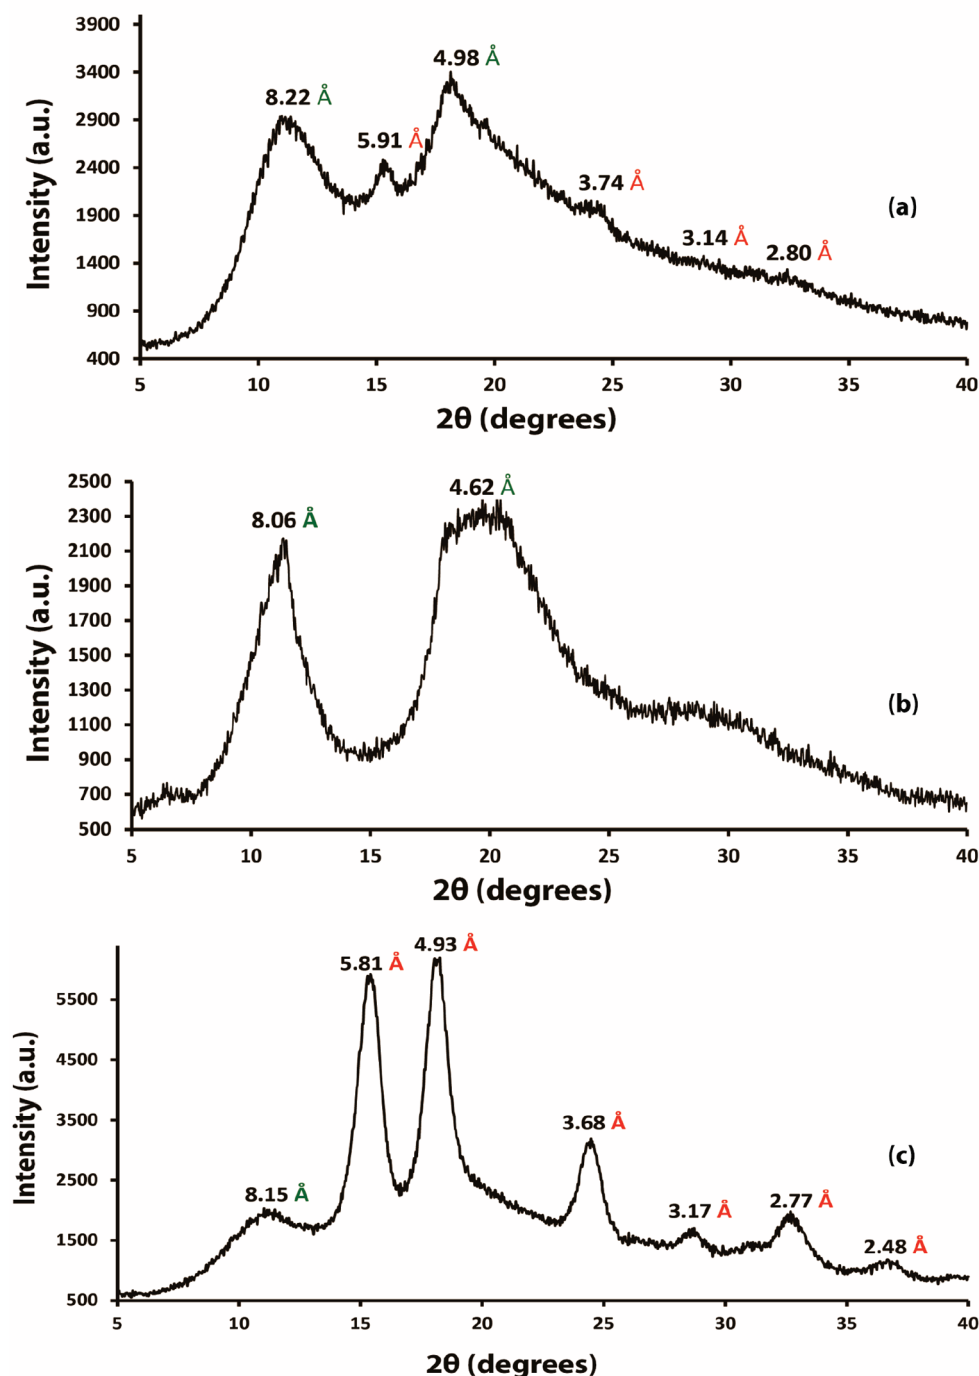 3900
3400
2900
2400
1900
1400
900
400
Intensity (a.u.)
8.22 Å
5.91 Å
4.98 Å
3.74 Å
3.14 Å
2.80 Å
(a)
5 10 15 20 25 30 35 40
2θ (degrees)
2500
2300
2100
1900
1700
1500
1300
1100
900
700
500
Intensity (a.u.)
8.06 Å
4.62 Å
(b)
5 10 15 20 25 30 35 40
2θ (degrees)
5500
4500
3500
2500
1500
500
Intensity (a.u.)
8.15 Å
5.81 Å
4.93 Å
3.68 Å
3.17 Å
2.77 Å
2.48 Å
(c)
5 10 15 20 25 30 35 40
2θ (degrees)